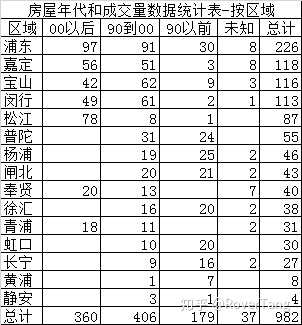 房屋年代和成交量数据统计表-按区域
区域 00以后 90到00 90以前 未知 总计
浦东 97 91 30 8 226
嘉定 56 51 3 8 118
宝山 42 62 9 3 116
闵行 49 61 2 1 113
松江 78 8 1 87
普陀 31 24 55
杨浦 19 25 2 46
闸北 20 21 2 43
奉贤 20 13 7 40
徐汇 16 20 2 38
青浦 18 11 2 31
虹口 10 20 30
长宁 9 16 2 27
黄浦 1 7 8
静安 3 1 4
总计 360 406 179 37 982
知乎 @RoverTang